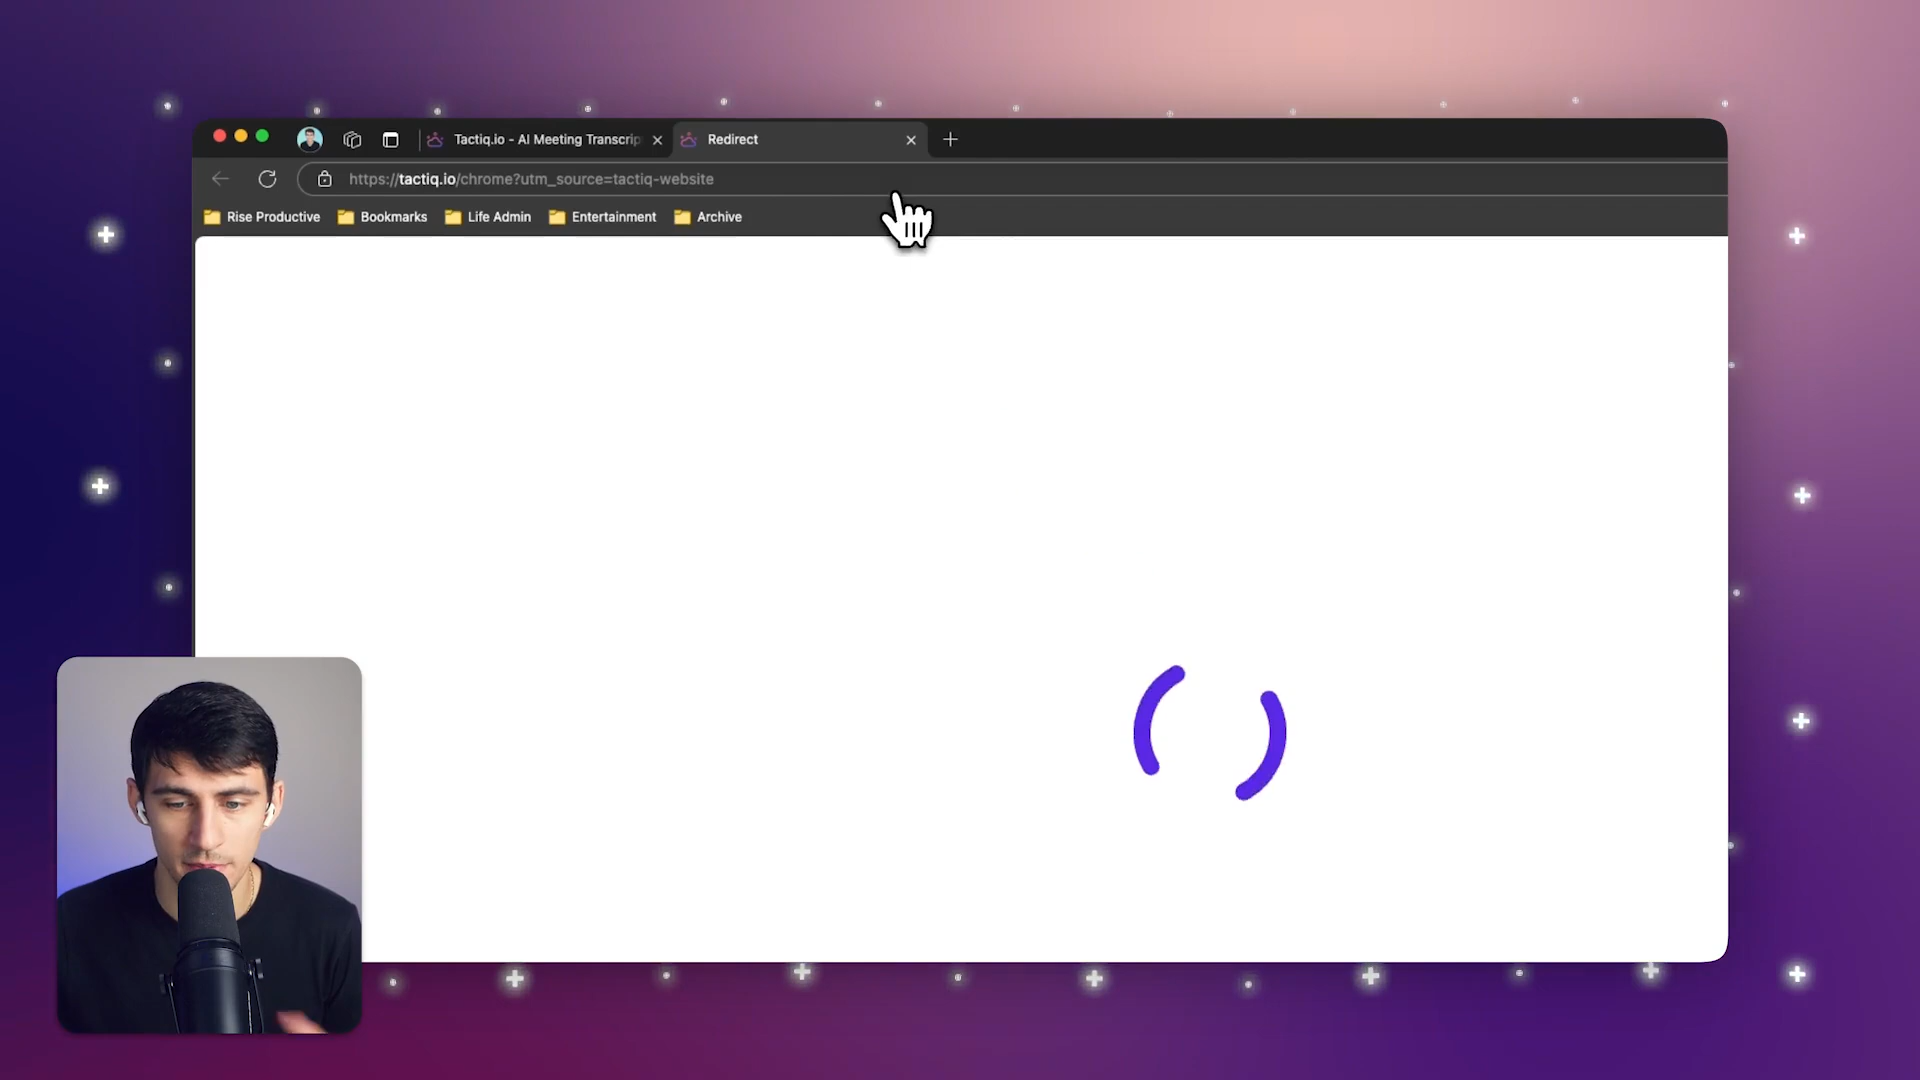 Tactiq.io - AI Meeting Transcrip
Redirect
https://tactiq.io/chrome?utm_source=tactiq-website
Rise Productive
Bookmarks
Life Admin
Entertainment
Archive